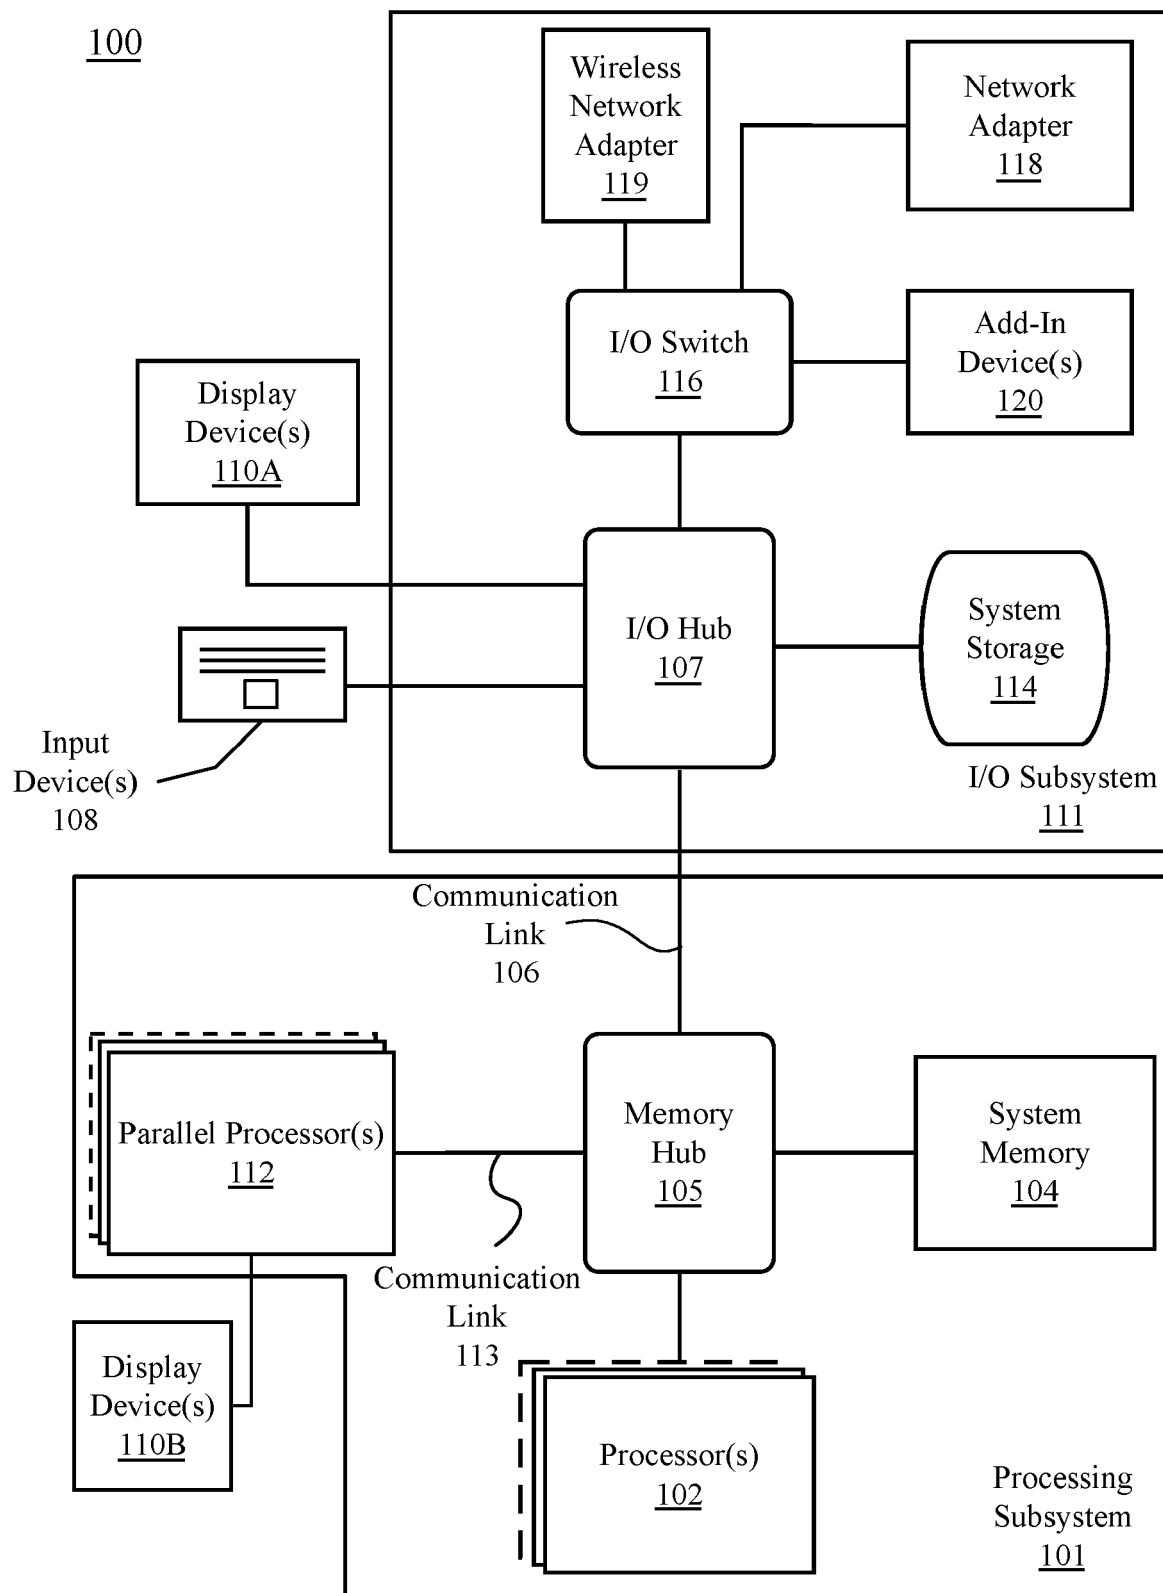 100
Wireless
Network
Adapter
119
Network
Adapter
118
I/O Switch
116
Add-In
Device(s)
120
Display
Device(s)
110A
I/O Hub
107
System
Storage
114
Input
Device(s)
108
I/O Subsystem
111
Communication
Link
106
Parallel Processor(s)
112
Memory
Hub
105
System
Memory
104
Communication
Link
113
Display
Device(s)
110B
Processor(s)
102
Processing
Subsystem
101